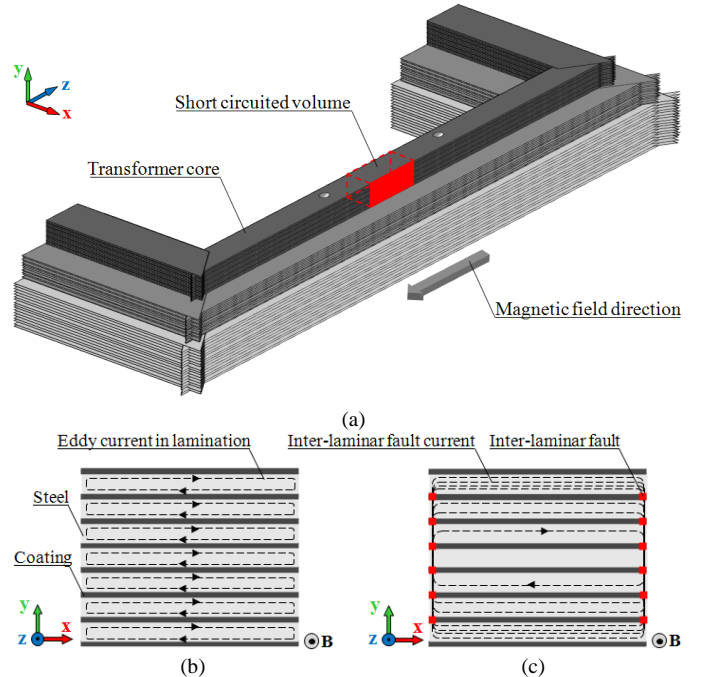 y
z
x
Short circuited volume
Transformer core
Magnetic field direction
(a)
Eddy current in lamination
Steel
Coating
y
z
x
B
(b)
Inter-laminar fault current
Inter-laminar fault
y
z
x
B
(c)